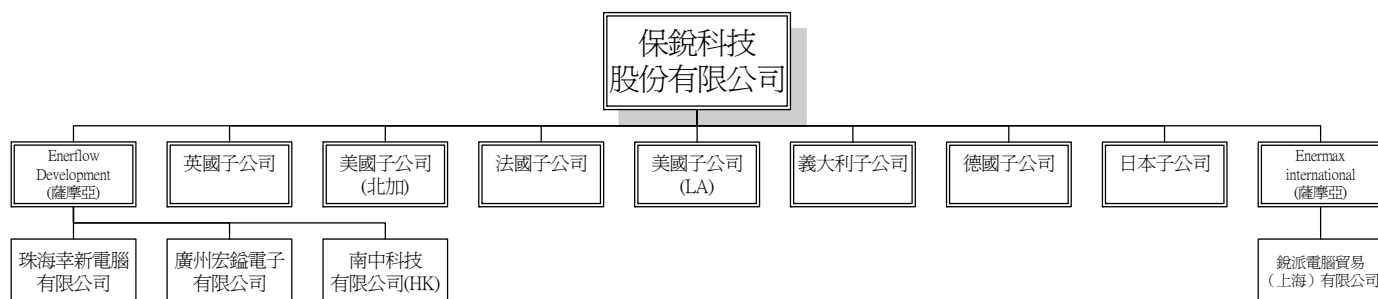 保銳科技
股份有限公司
Enerflow
Development
(薩摩亞)
英國子公司
美國子公司
(北加)
法國子公司
美國子公司
(LA)
義大利子公司
德國子公司
日本子公司
Enermax
international
(薩摩亞)
珠海幸新電腦
有限公司
廣州宏鎰電子
有限公司
南中科技
有限公司(HK)
銳派電腦貿易
（上海）有限公司